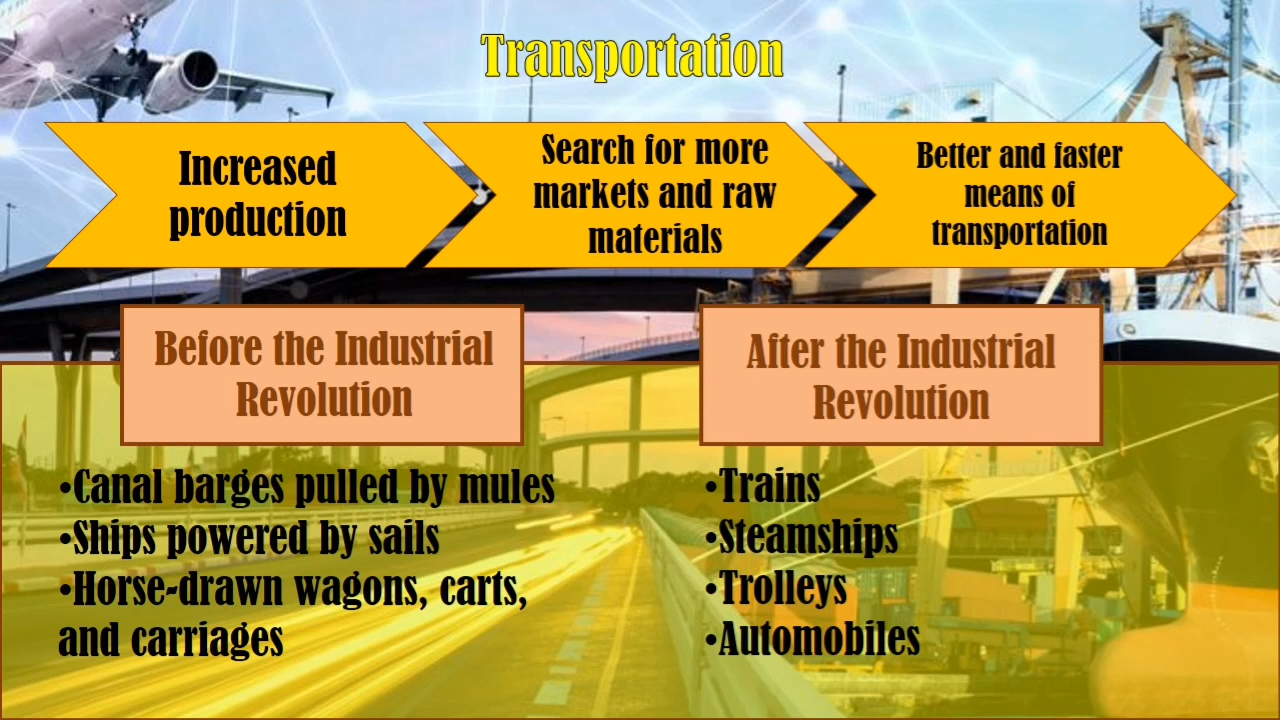 Transportation
Increased
production
Search for more
markets and raw
materials
Better and faster
means of
transportation
Before the Industrial
Revolution
After the Industrial
Revolution
•Canal barges pulled by mules
•Ships powered by sails
•Horse-drawn wagons, carts,
and carriages
•Trains
•Steamships
•Trolleys
•Automobiles